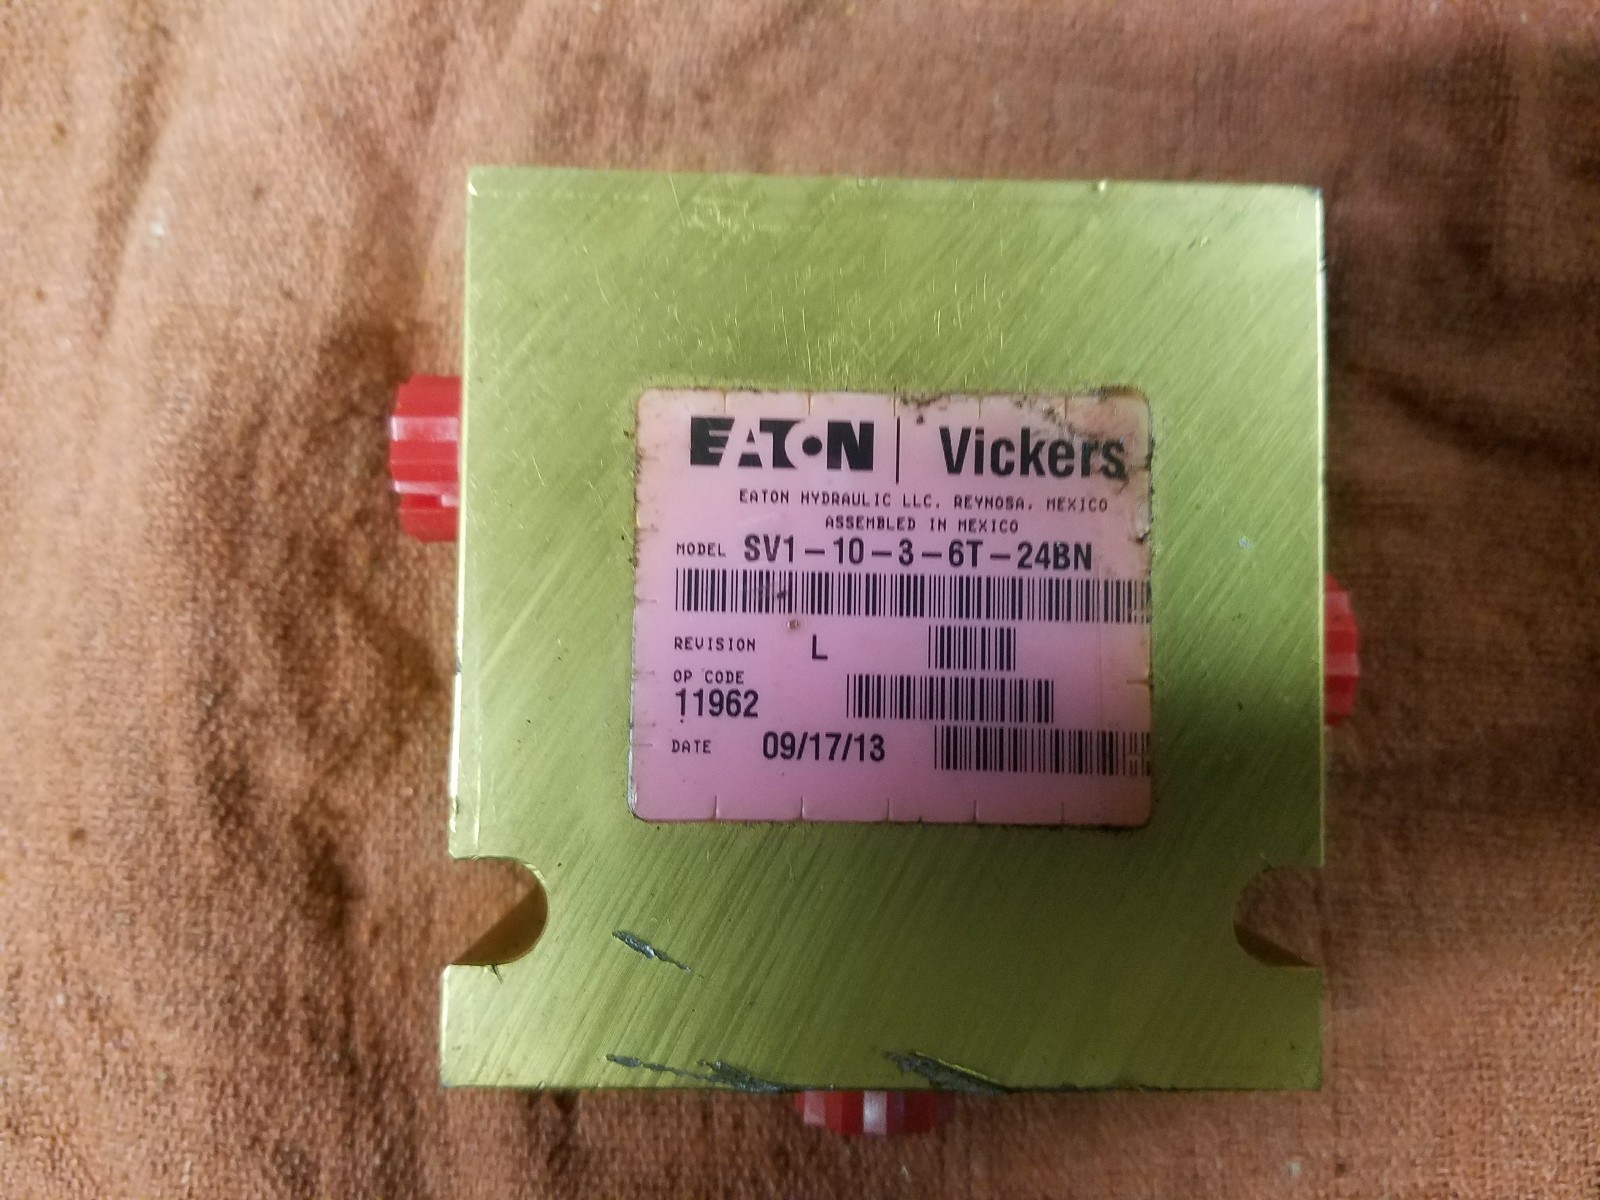 EATON | Vickers
EATON HYDRAULIC LLC. REYNOSA, MEXICO
ASSEMBLED IN MEXICO
MODEL SV1-10-3-6T-24BN
REVISION L
OP CODE
11962
DATE 09/17/13